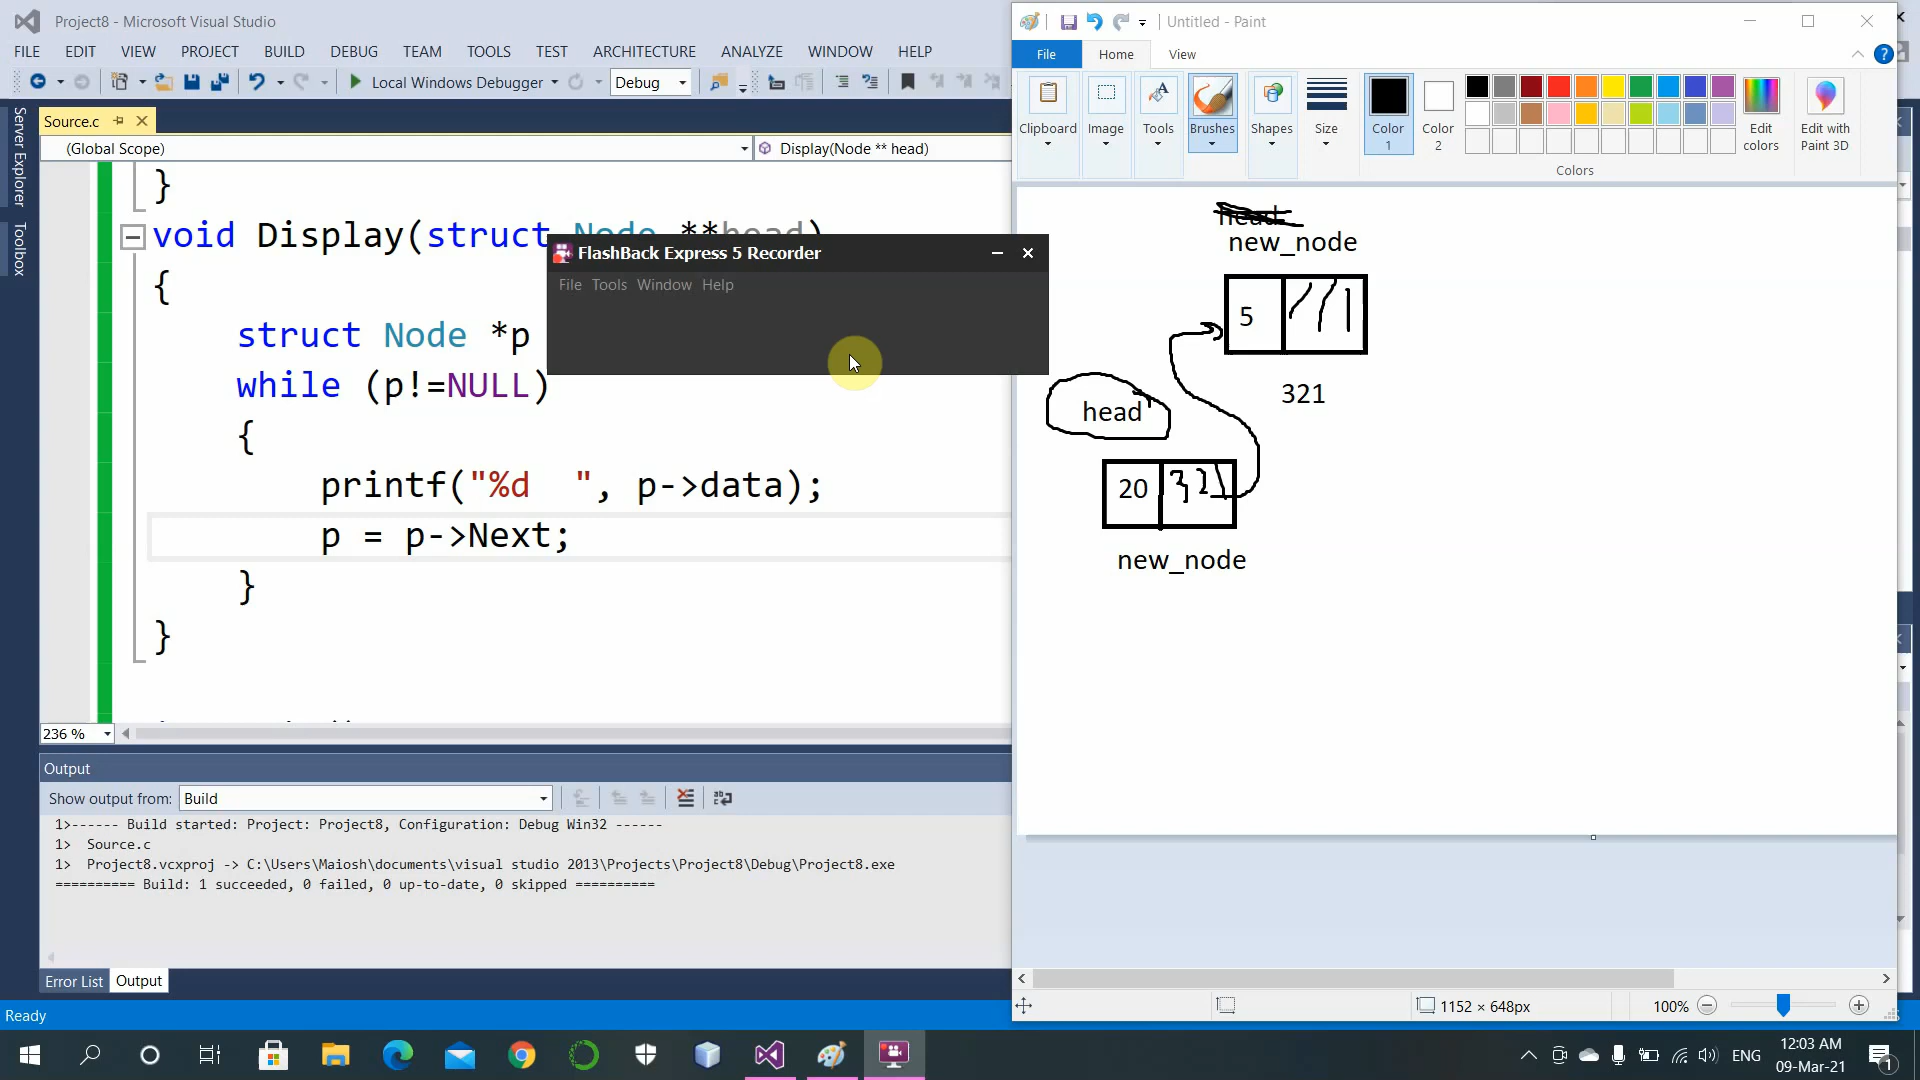 Project8 - Microsoft Visual Studio
FILE EDIT VIEW PROJECT BUILD DEBUG TEAM TOOLS TEST ARCHITECTURE ANALYZE WINDOW HELP
Local Windows Debugger Debug
Server Explorer
Toolbox
Source.c
(Global Scope) Display(Node ** head)
}
void Display(struct Node **head)
{
struct Node *p
while (p!=NULL)
{
printf("%d ", p->data);
p = p->Next;
}
}
236 %
Output
Show output from: Build
1>------ Build started: Project: Project8, Configuration: Debug Win32 ------
1> Source.c
1> Project8.vcxproj -> C:\Users\Maiosh\documents\visual studio 2013\Projects\Project8\Debug\Project8.exe
========== Build: 1 succeeded, 0 failed, 0 up-to-date, 0 skipped ==========
Error List Output
Ready
FlashBack Express 5 Recorder
File Tools Window Help
Untitled - Paint
File Home View
Clipboard Image Tools Brushes Shapes Size Color 1 Color 2 Edit colors Edit with Paint 3D
Colors
head
new_node
5
321
head
20 321
new_node
1152 × 648px 100%
ENG 12:03 AM
09-Mar-21
1